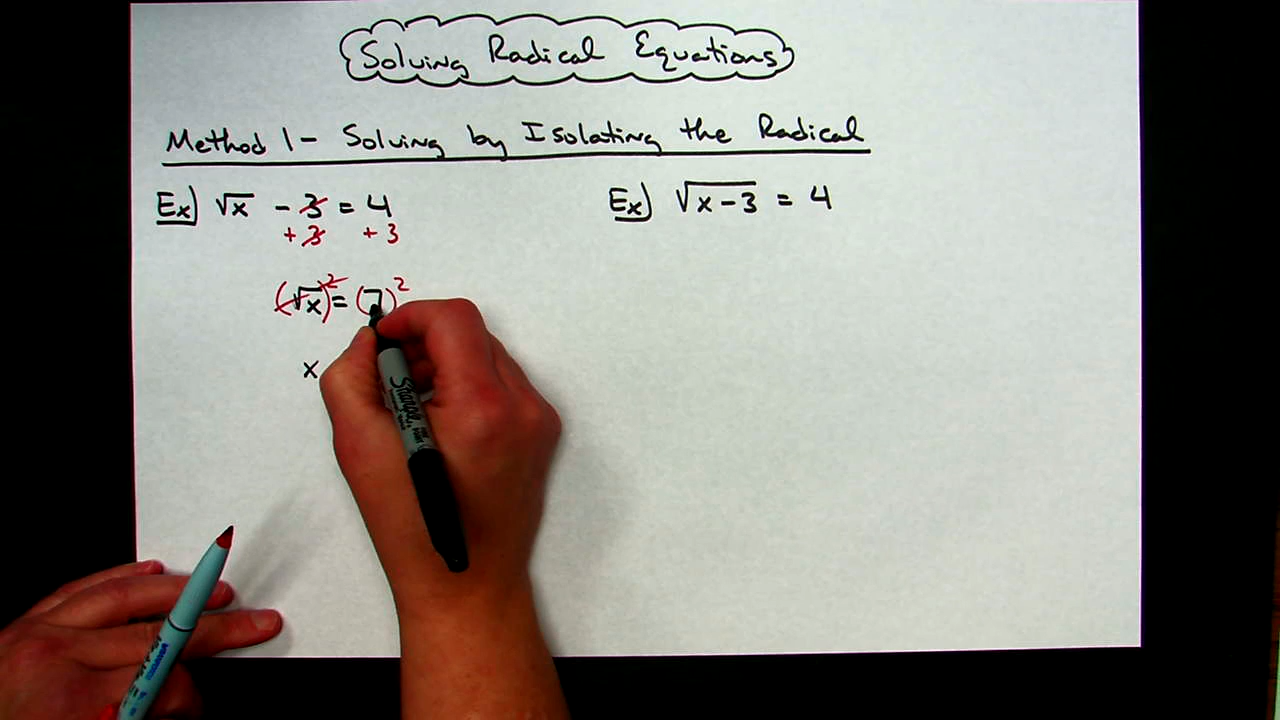 Solving Radical Equations
Method 1 - Solving by Isolating the Radical
Ex) √x - 3 = 4
+ 3 + 3
(√x)² = (7)²
x
Ex) √(x-3) = 4
Sharpie